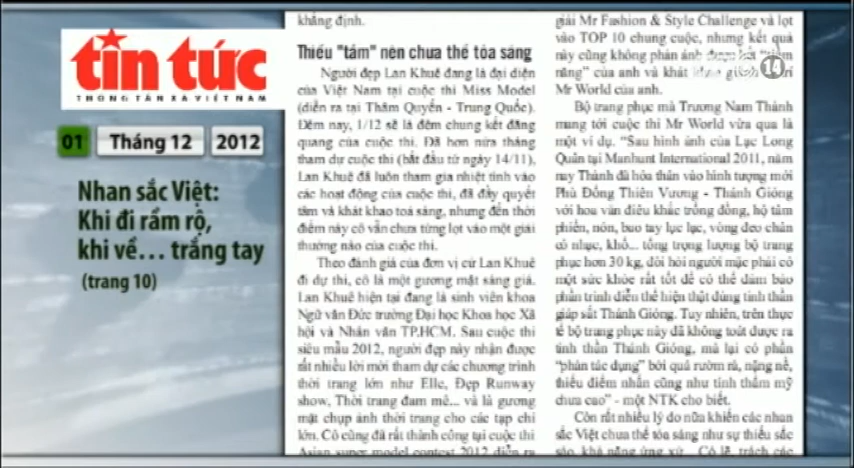 tin tức
THÔNG TẤN XÃ VIỆT NAM
01 Tháng 12 2012
Nhan sắc Việt:
Khi đi rầm rộ,
khi về... trắng tay
(trang 10)
khẳng định.
Thiếu "tầm" nên chưa thể tỏa sáng
Người đẹp Lan Khuê đang là đại diện
của Việt Nam tại cuộc thi Miss Model
(diễn ra tại Thâm Quyến - Trung Quốc).
Đêm nay, 1/12 sẽ là đêm chung kết đăng
quang của cuộc thi. Đã hơn nửa tháng
tham dự cuộc thi (bắt đầu từ ngày 14/11),
Lan Khuê đã luôn tham gia nhiệt tình vào
các hoạt động của cuộc thi, đã đầy quyết
tâm và khát khao toả sáng, nhưng đến thời
điểm này cô vẫn chưa từng lọt vào một giải
thưởng nào của cuộc thi.
Theo đánh giá của đơn vị cử Lan Khuê
đi dự thi, cô là một gương mặt sáng giá.
Lan Khuê hiện tại đang là sinh viên khoa
Ngữ văn Đức trường Đại học Khoa học Xã
hội và Nhân văn TP.HCM. Sau cuộc thi
siêu mẫu 2012, người đẹp này nhận được
rất nhiều lời mời tham dự các chương trình
thời trang lớn như Elle, Đẹp Runway
show, Thời trang đam mê... và là gương
mặt chụp ảnh thời trang cho các tạp chí
lớn. Cô cũng đã rất thành công tại cuộc thi
Asian super model contest 2012 diễn ra
giải Mr Fashion & Style Challenge và lọt
vào TOP 10 chung cuộc, nhưng kết quả
này cũng không phản ánh được hết "tiềm
năng" của anh và khát khao giành
Mr World của anh.
Bộ trang phục mà Trương Nam Thành
mang tới cuộc thi Mr World vừa qua là
một ví dụ. "Sau hình ảnh của Lạc Long
Quân tại Manhunt International 2011, năm
nay Thành đã hóa thân vào hình tượng mới
Phù Đổng Thiên Vương - Thánh Gióng
với hoa văn điêu khắc trống đồng, hộ tâm
phiến, nón, bao tay lục lạc, vòng đeo chân
có nhạc, khố... tổng trọng lượng bộ trang
phục hơn 30 kg, đòi hỏi người mặc phải có
một sức khỏe rất tốt để có thể đảm bảo
phần trình diễn thể hiện thật đúng tinh thần
giáp sắt Thánh Gióng. Tuy nhiên, trên thực
tế bộ trang phục này đã không toát được ra
tinh thần Thánh Gióng, mà lại có phần
"phản tác dụng" bởi quá rườm rà, nặng nề,
thiếu điểm nhấn cũng như tính thẩm mỹ
chưa cao" - một NTK cho biết.
Còn rất nhiều lý do nữa khiến các nhan
sắc Việt chưa thể tỏa sáng như sự thiếu sắc
sảo, khả năng ứng xử... Có lẽ, trách các